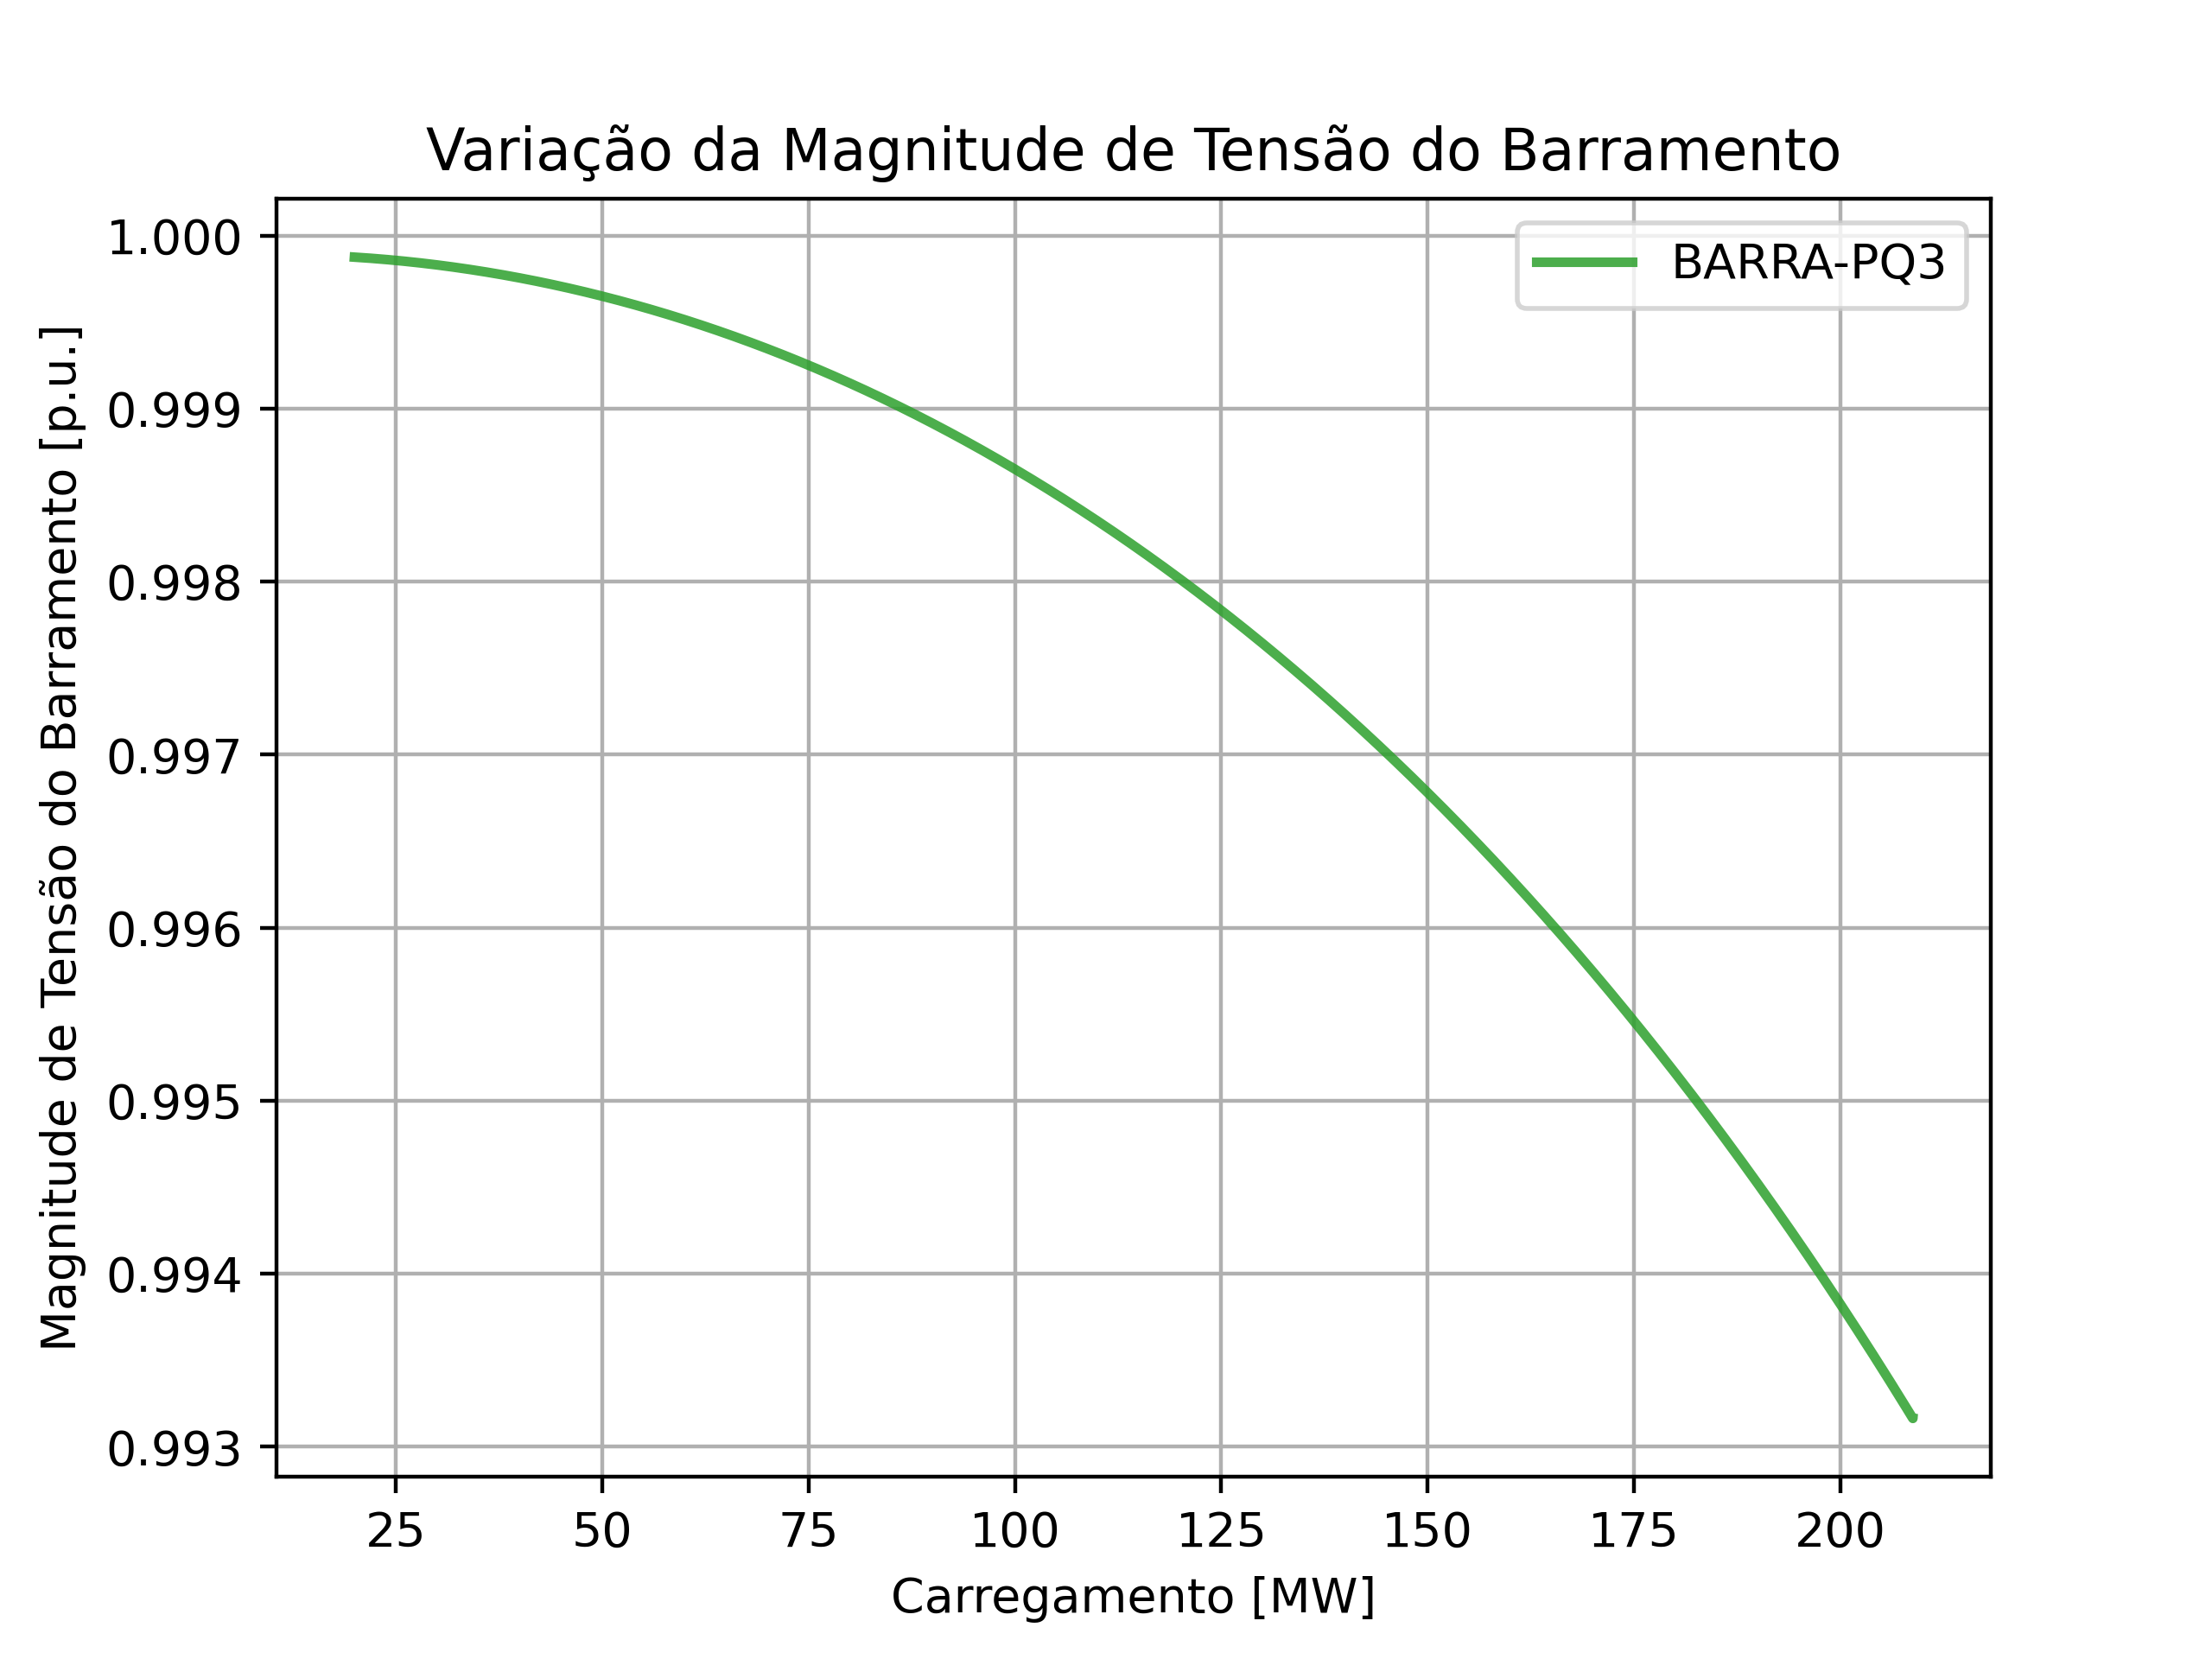 Variação da Magnitude de Tensão do Barramento
BARRA-PQ3
Magnitude de Tensão do Barramento [p.u.]
1.000
0.999
0.998
0.997
0.996
0.995
0.994
0.993
25 50 75 100 125 150 175 200
Carregamento [MW]